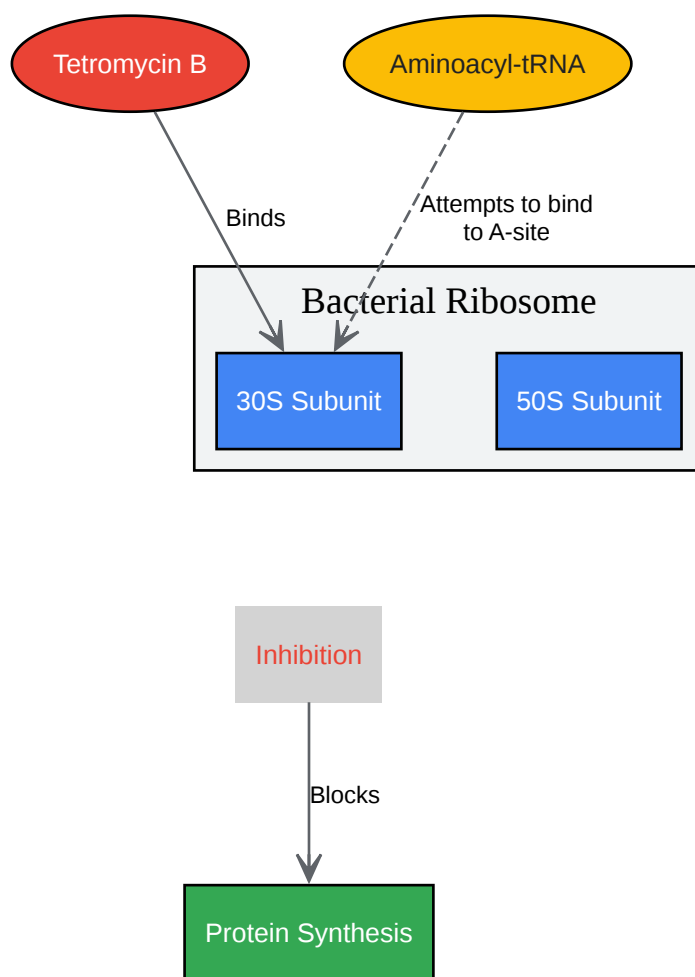 Tetromycin B
Aminoacyl-tRNA
Binds
Attempts to bind
to A-site
Bacterial Ribosome
30S Subunit
50S Subunit
Inhibition
Blocks
Protein Synthesis